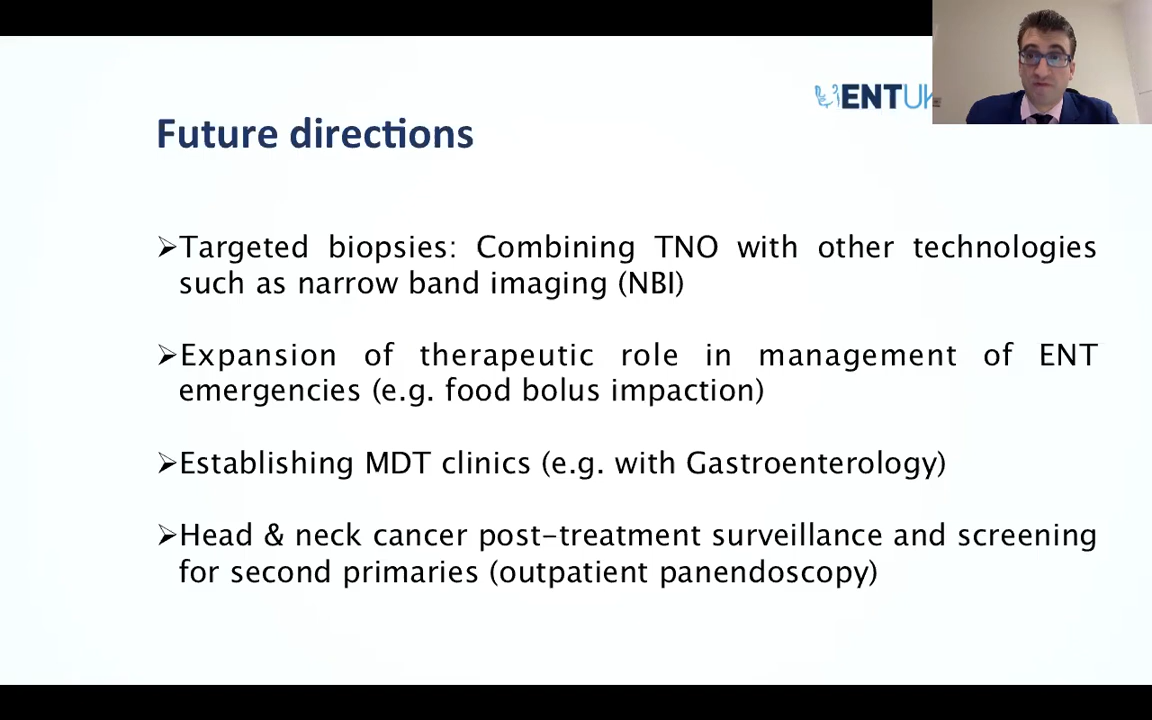 ENTUK
Future directions
➢Targeted biopsies: Combining TNO with other technologies
such as narrow band imaging (NBI)
➢Expansion of therapeutic role in management of ENT
emergencies (e.g. food bolus impaction)
➢Establishing MDT clinics (e.g. with Gastroenterology)
➢Head & neck cancer post-treatment surveillance and screening
for second primaries (outpatient panendoscopy)